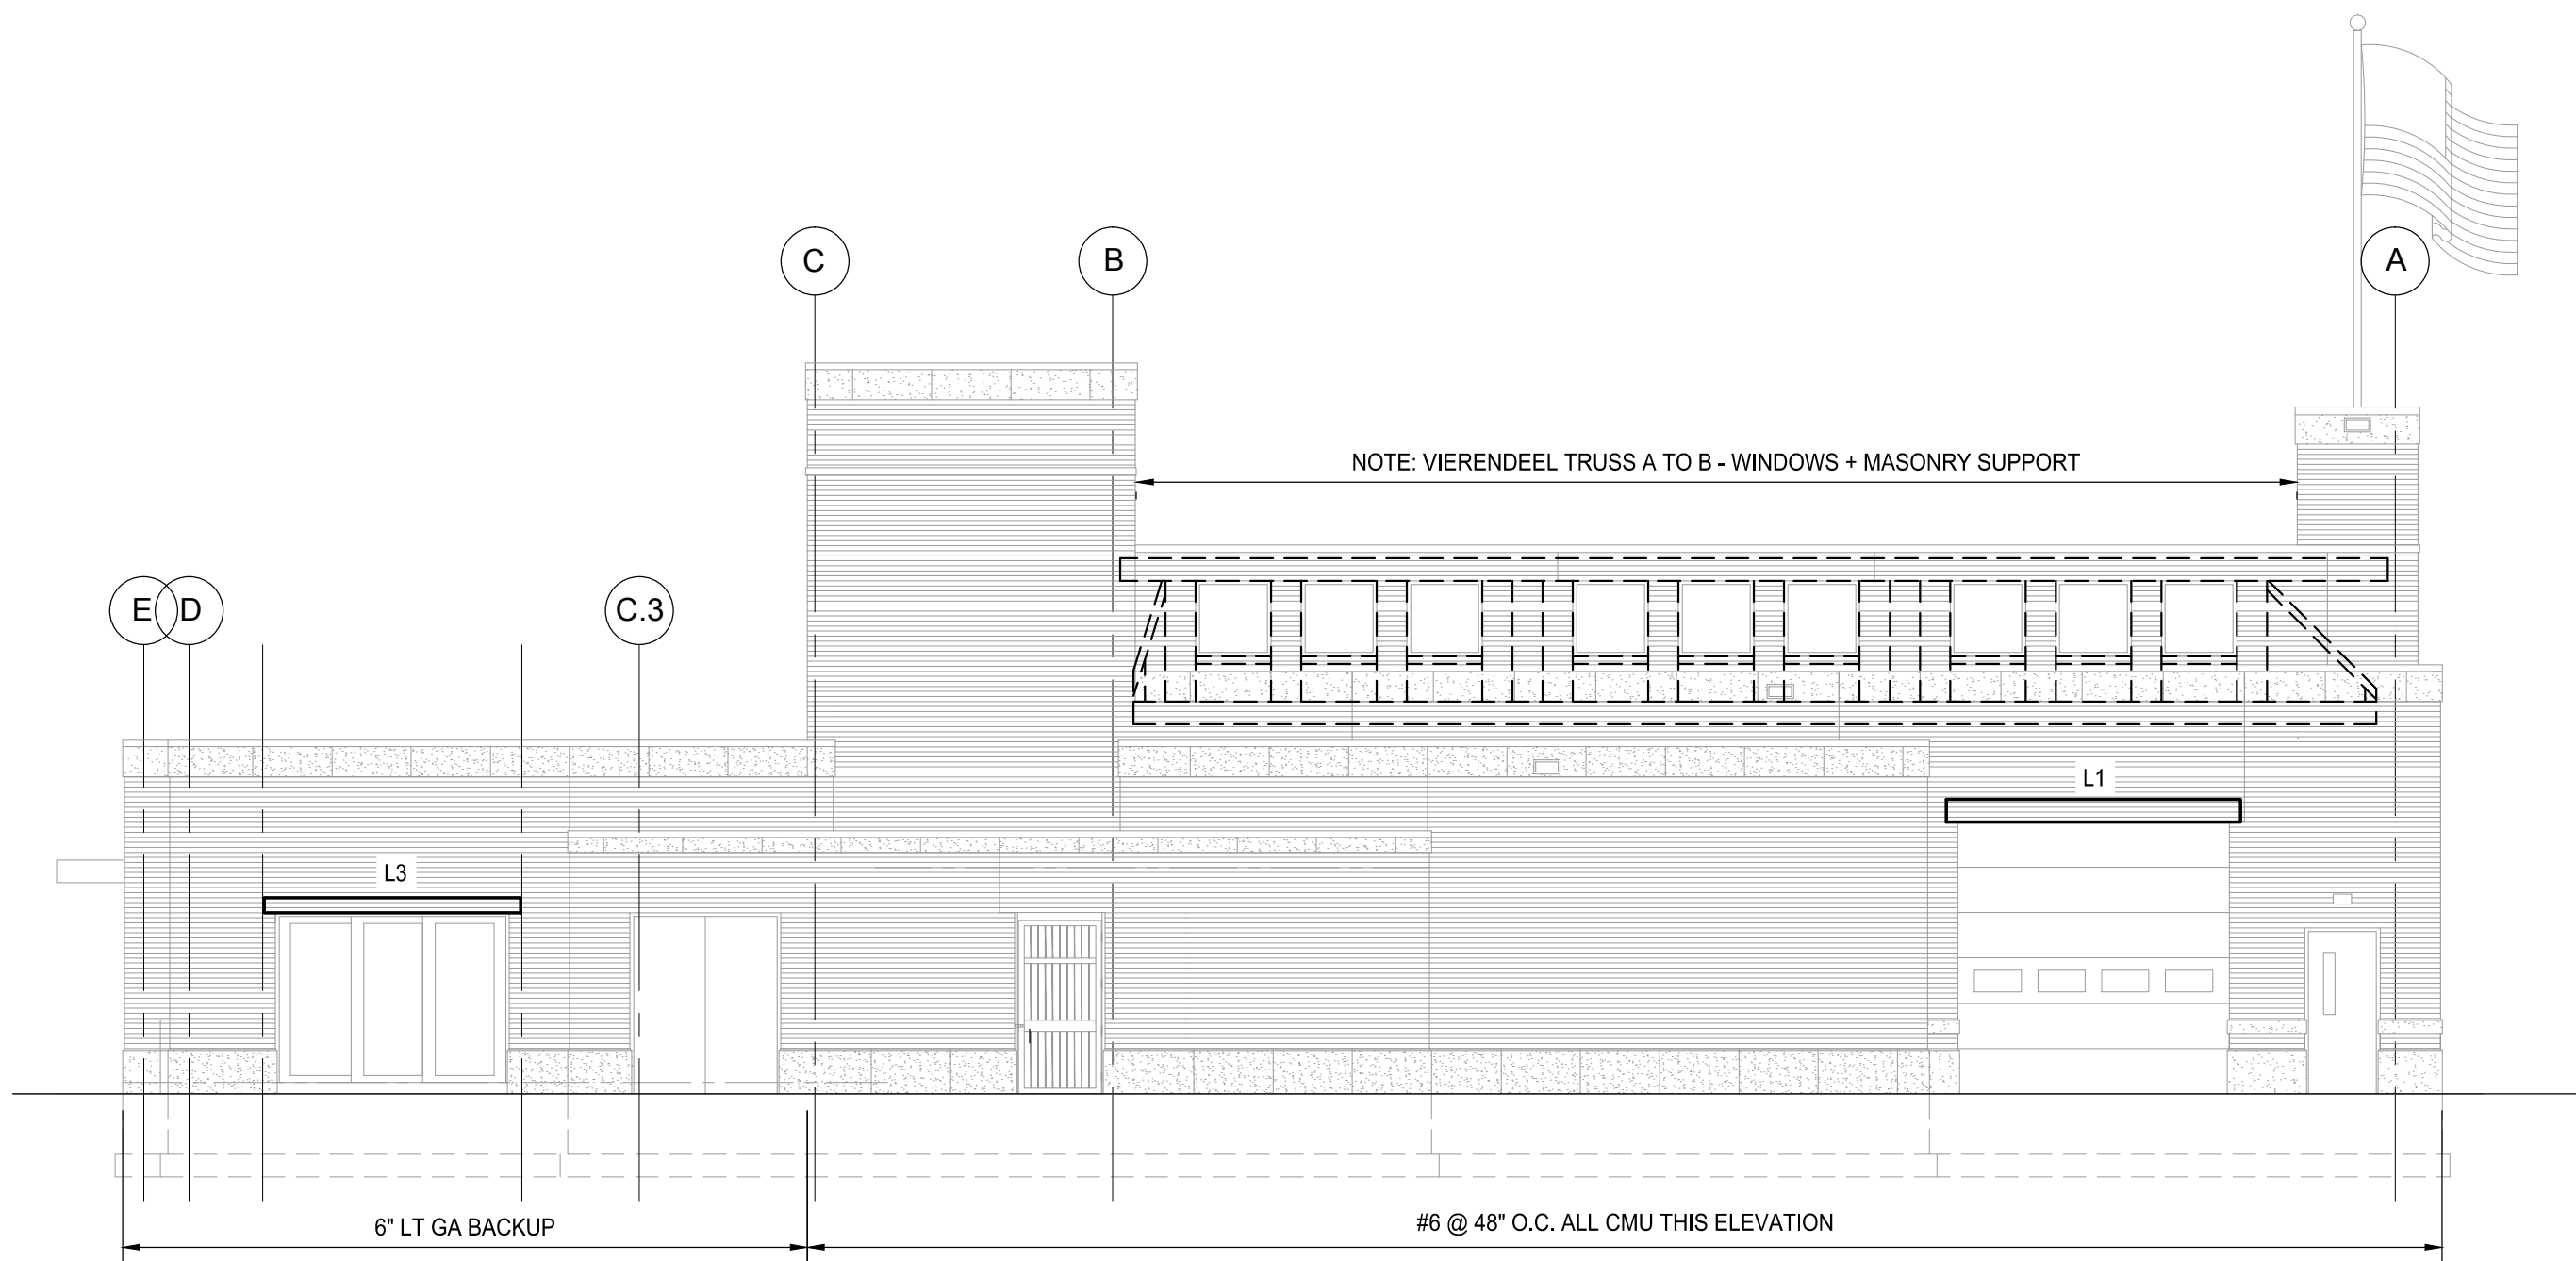 C
B
A
NOTE: VIERENDEEL TRUSS A TO B - WINDOWS + MASONRY SUPPORT
E
D
C.3
L1
L3
6" LT GA BACKUP
#6 @ 48" O.C. ALL CMU THIS ELEVATION